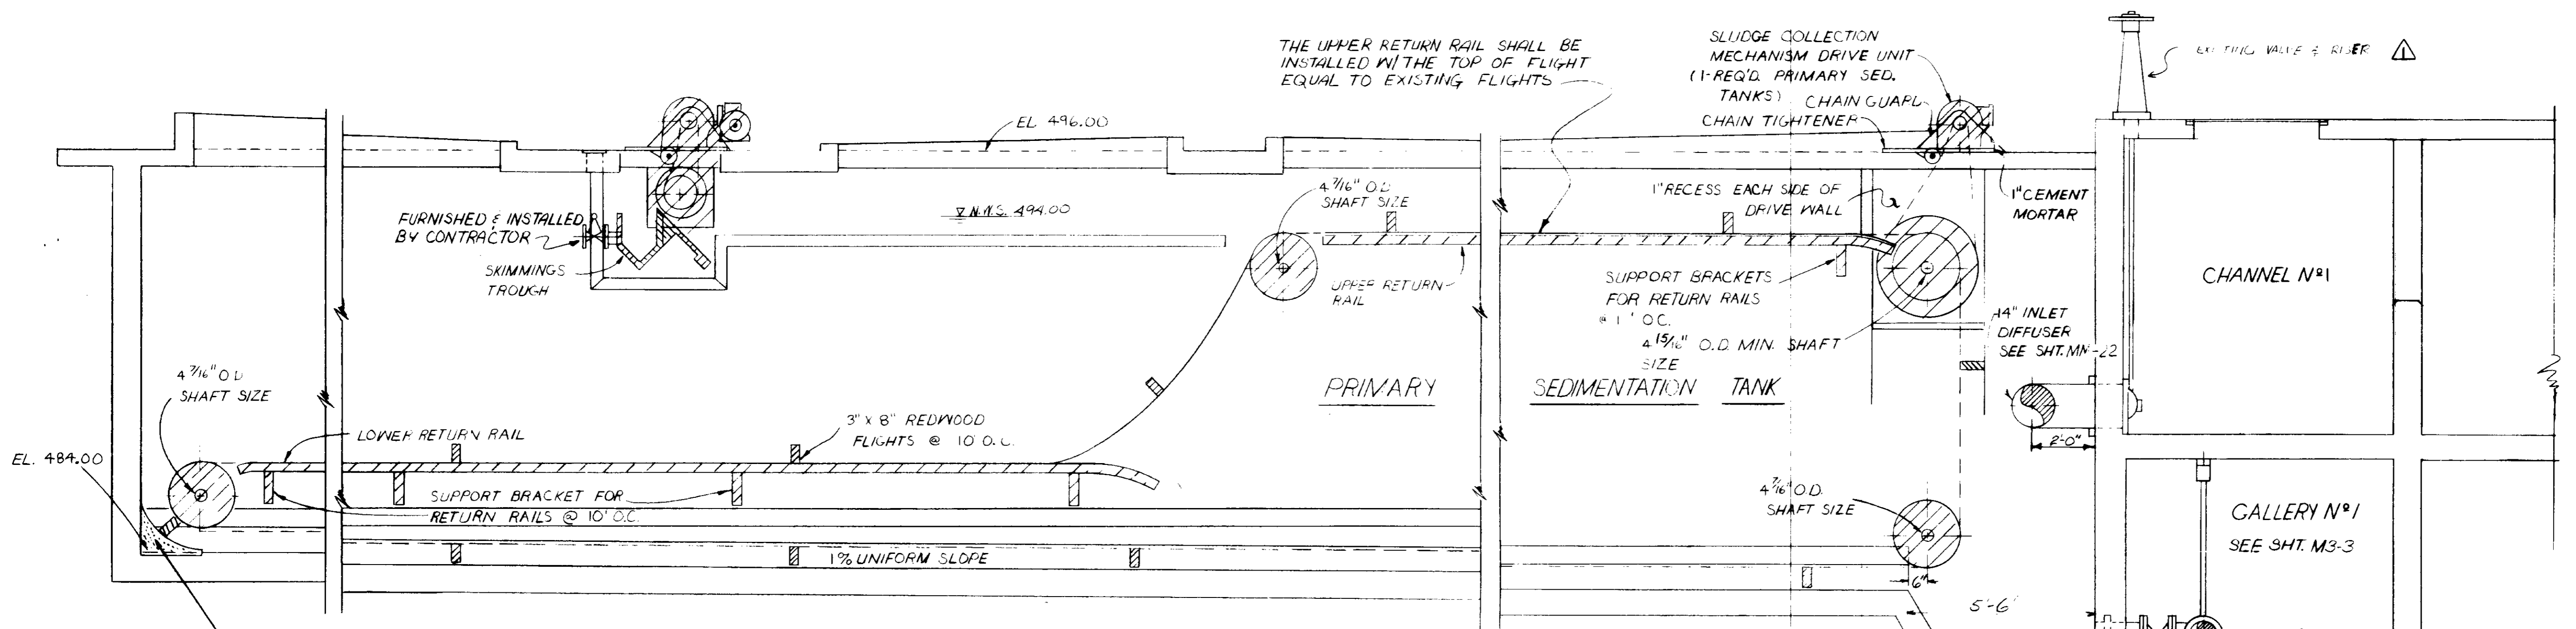 THE UPPER RETURN RAIL SHALL BE
INSTALLED W/ THE TOP OF FLIGHT
EQUAL TO EXISTING FLIGHTS
SLUDGE COLLECTION
MECHANISM DRIVE UNIT
(1-REQ'D. PRIMARY SED.
TANKS)
CHAIN GUARD
CHAIN TIGHTENER
EXISTING VALVE & RISER
1
EL 496.00
4 7/16" O.D.
SHAFT SIZE
1" RECESS EACH SIDE OF
DRIVE WALL
1" CEMENT
MORTAR
FURNISHED & INSTALLED
BY CONTRACTOR
SKIMMINGS
TROUGH
494.00
UPPER RETURN
RAIL
SUPPORT BRACKETS
FOR RETURN RAILS
O.C.
4 15/16" O.D. MIN. SHAFT
SIZE
14" INLET
DIFFUSER
SEE SHT.
CHANNEL Nº1
4 7/16" O.D.
SHAFT SIZE
PRIMARY SEDIMENTATION TANK
LOWER RETURN RAIL
3" X 8" REDWOOD
FLIGHTS @ 10' O.C.
2'-0"
EL. 484.00
SUPPORT BRACKET FOR
RETURN RAILS @ 10' O.C.
4 7/16" O.D.
SHAFT SIZE
GALLERY Nº1
SEE SHT. M3-3
1% UNIFORM SLOPE
6"
5'-6"